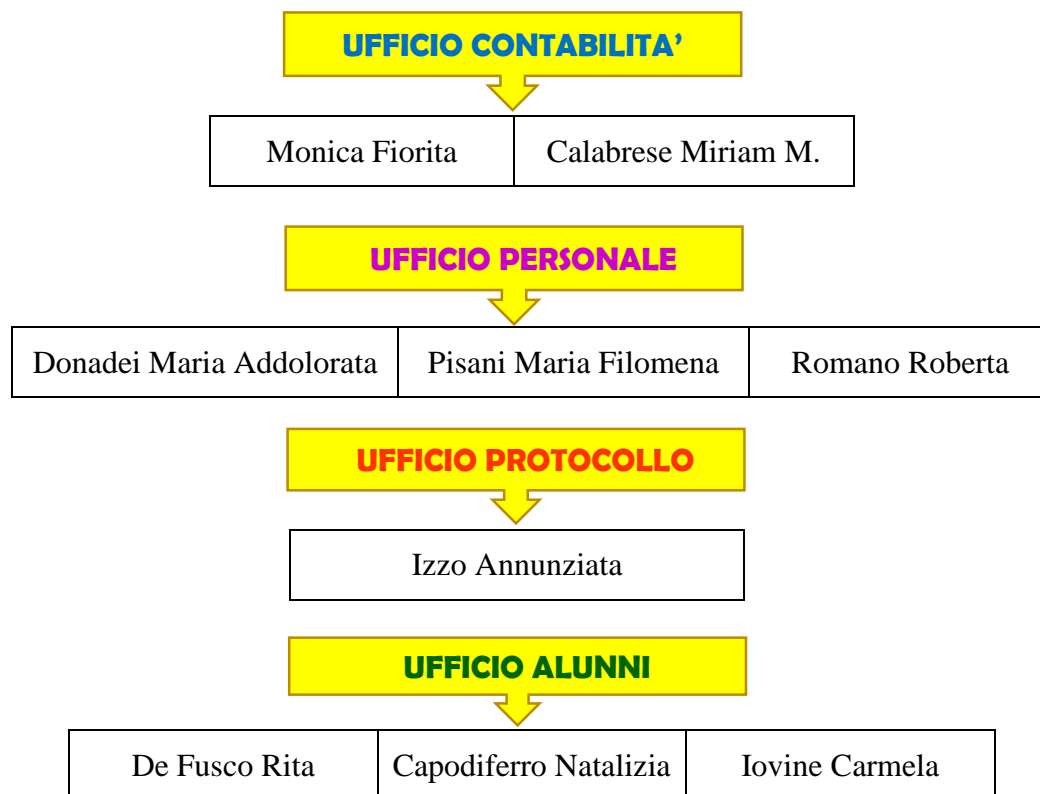 UFFICIO CONTABILITA’
Monica Fiorita Calabrese Miriam M.
UFFICIO PERSONALE
Donadei Maria Addolorata Pisani Maria Filomena Romano Roberta
UFFICIO PROTOCOLLO
Izzo Annunziata
UFFICIO ALUNNI
De Fusco Rita Capodiferro Natalizia Iovine Carmela